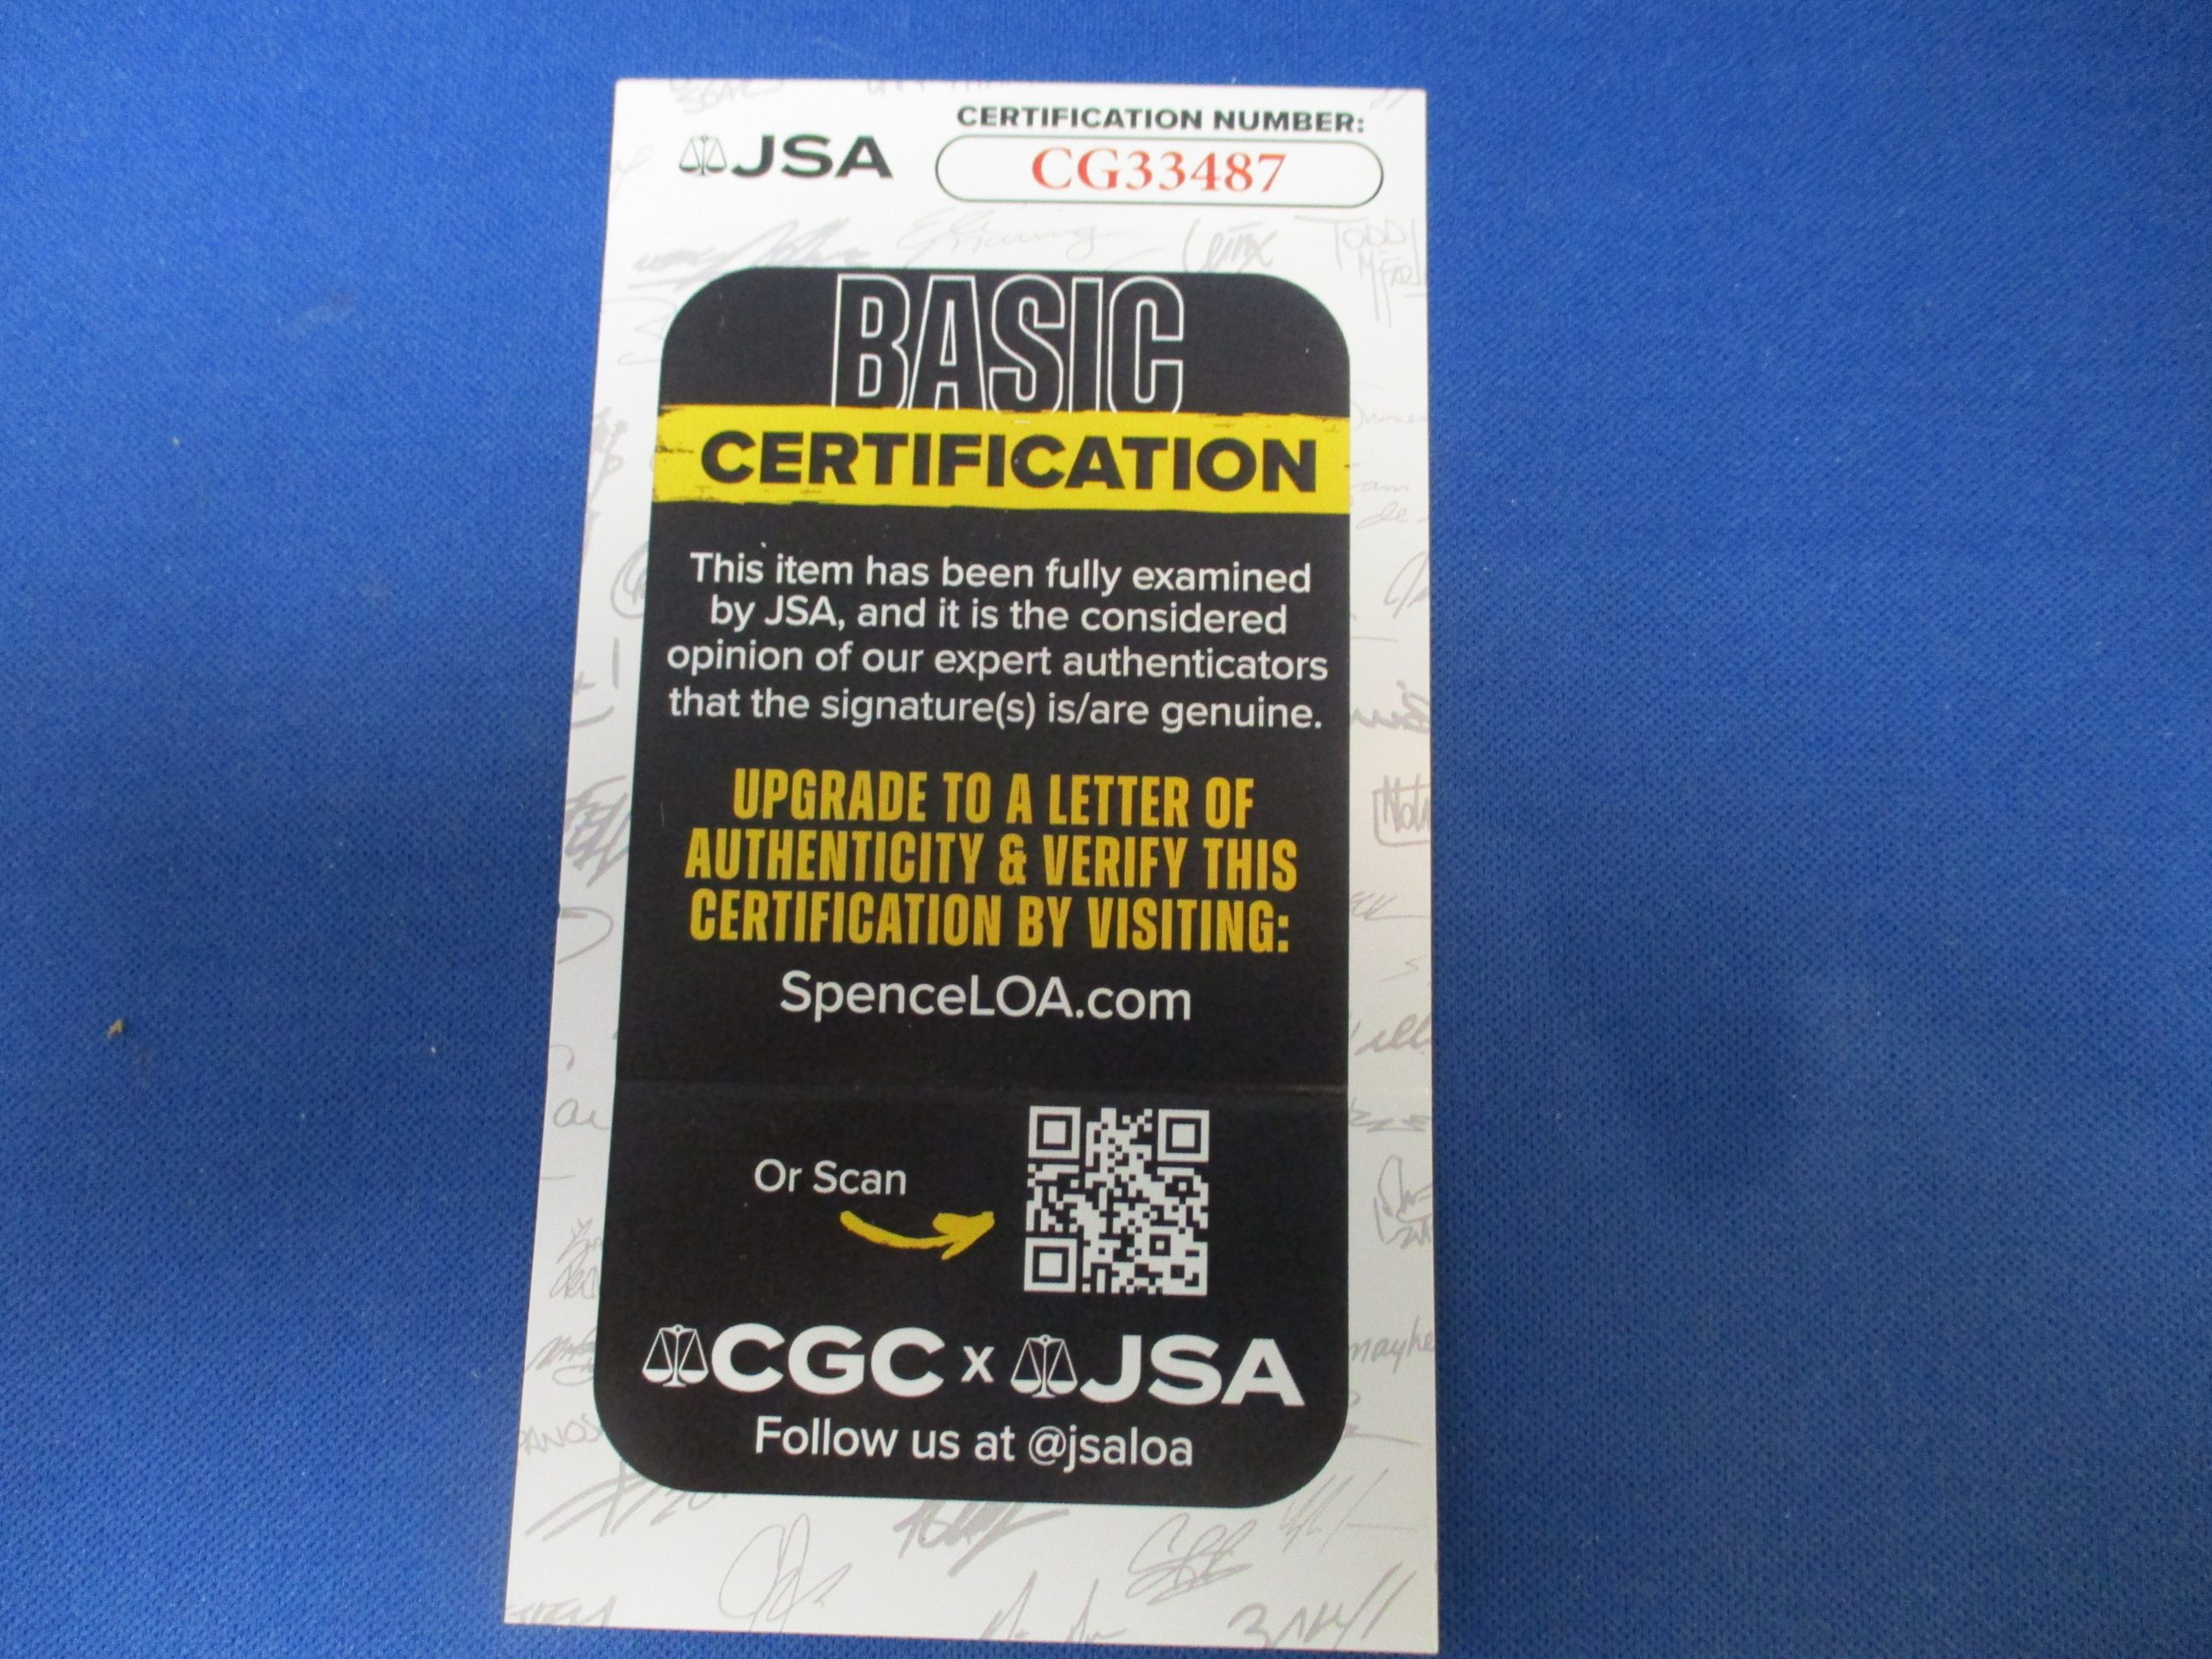 JSA
CERTIFICATION NUMBER:
CG33487
BASIC
CERTIFICATION
This item has been fully examined
by JSA, and it is the considered
opinion of our expert authenticators
that the signature(s) is/are genuine.
UPGRADE TO A LETTER OF
AUTHENTICITY & VERIFY THIS
CERTIFICATION BY VISITING:
SpenceLOA.com
Or Scan
CGC x JSA
Follow us at @jsaloa